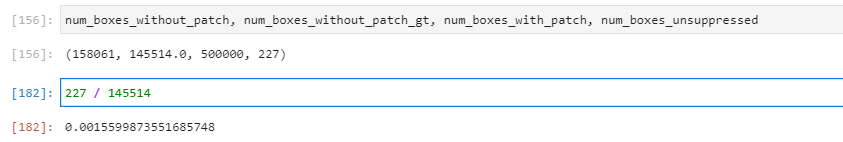 [156]: num_boxes_without_patch, num_boxes_without_patch_gt, num_boxes_with_patch, num_boxes_unsuppressed
[156]: (158061, 145514.0, 500000, 227)
[182]: 227 / 145514
[182]: 0.0015599873551685748